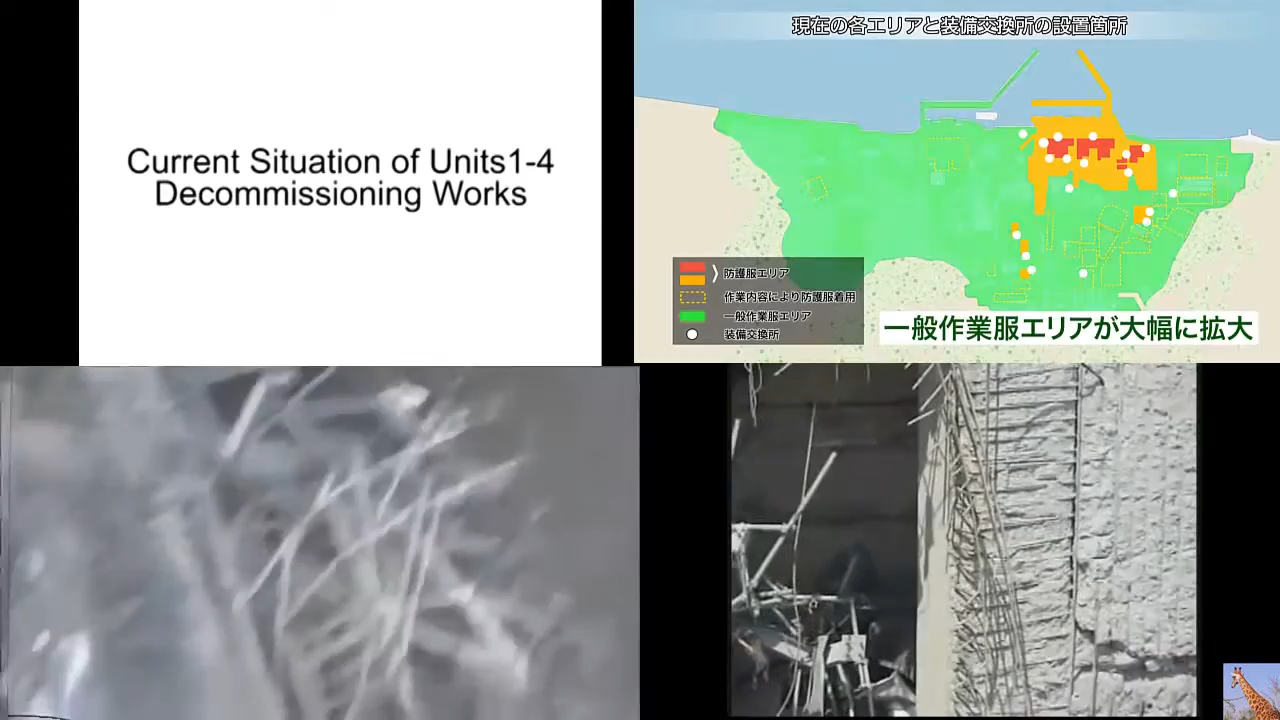 Current Situation of Units1-4
Decommissioning Works
現在の各エリアと装備交換所の設置箇所
防護服エリア
作業内容により防護服着用
一般作業服エリア
装備交換所
一般作業服エリアが大幅に拡大